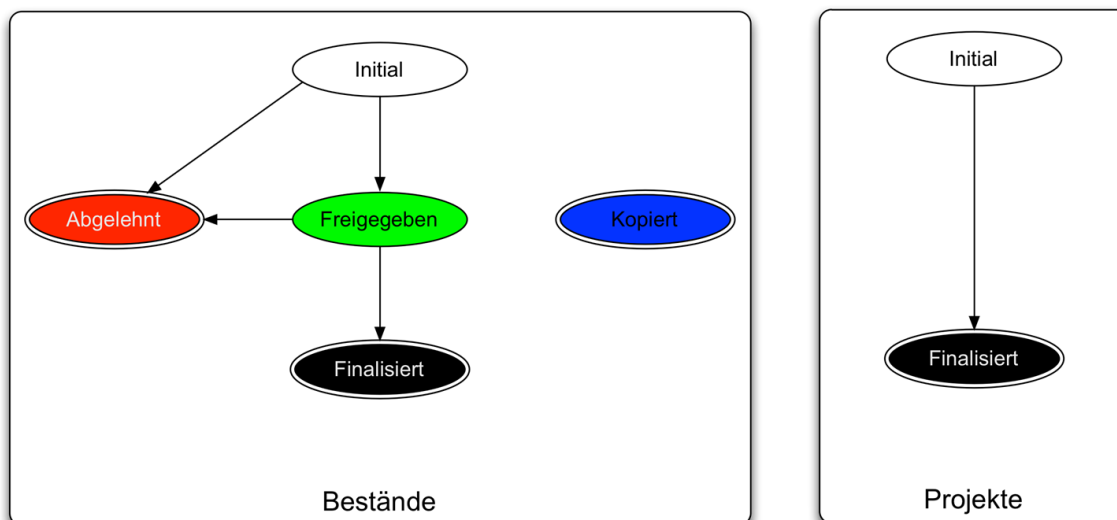 Initial
Abgelehnt
Freigegeben
Kopiert
Finalisiert
Bestände
Initial
Finalisiert
Projekte